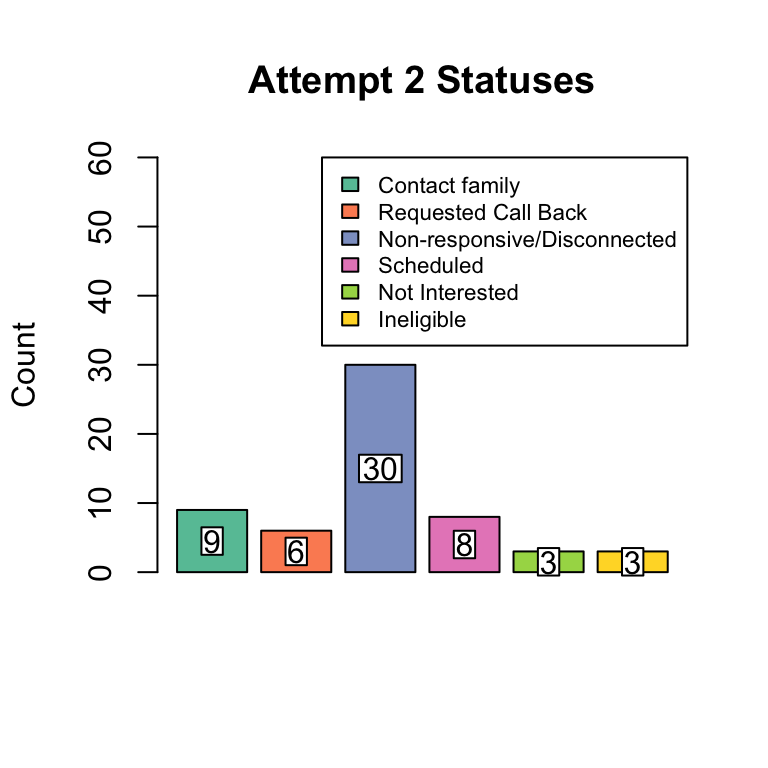 Attempt 2 Statuses
Count
60
50
40
30
20
10
0
Contact family
Requested Call Back
Non-responsive/Disconnected
Scheduled
Not Interested
Ineligible
9
6
30
8
3
3